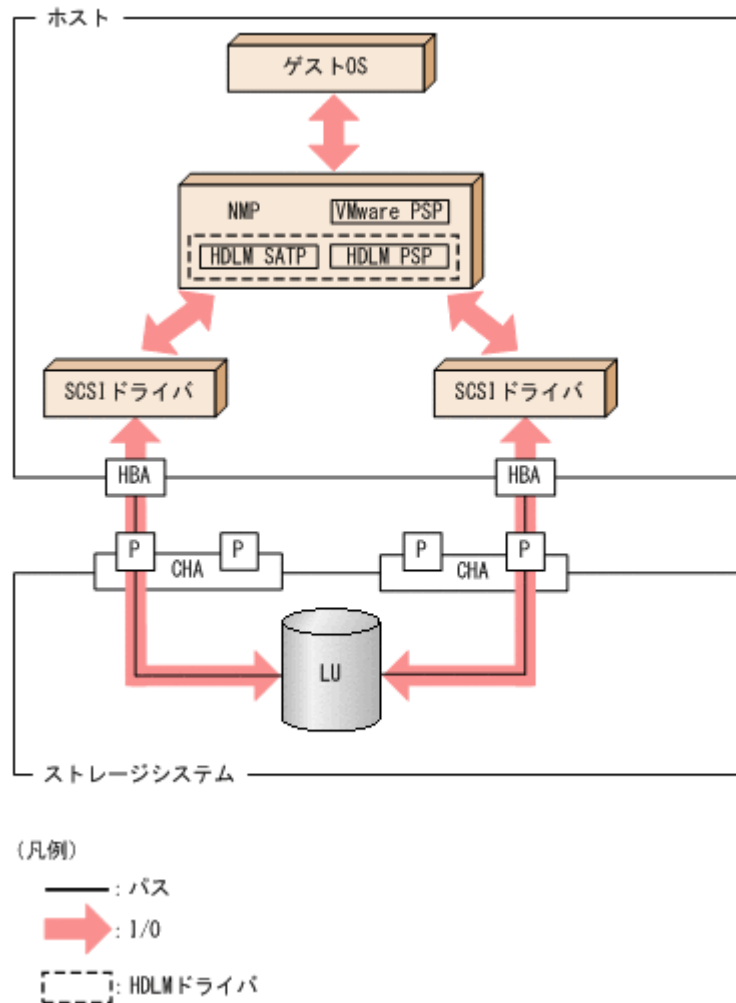 ホスト
ゲストOS
NMP
VMware PSP
HDLM SATP
HDLM PSP
SCSIドライバ
SCSIドライバ
HBA
HBA
P
P
P
P
CHA
CHA
LU
ストレージシステム
(凡例)
: パス
: I/O
: HDLMドライバ